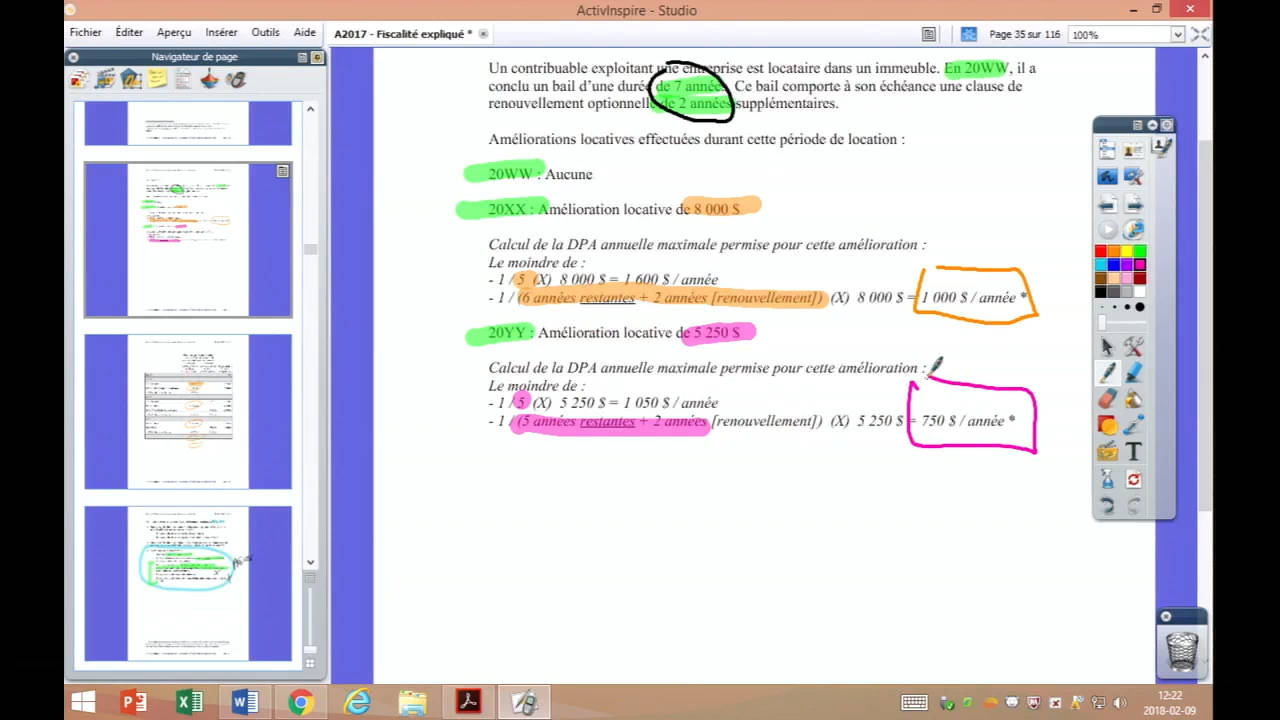 ActivInspire - Studio
Fichier Éditer Aperçu Insérer Outils Aide
A2017 - Fiscalité expliqué *
Page 35 sur 116
100%
Navigateur de page
Un contribuable exploitant une entreprise est locataire dans un immeuble. En 20WW, il a
conclu un bail d'une durée de 7 années. Ce bail comporte à son échéance une clause de
renouvellement optionnelle de 2 années supplémentaires.
Améliorations locatives effectuées durant cette période de location :
20WW : Aucune
20XX : Amélioration locative de 8 000 $
Calcul de la DPA annuelle maximale permise pour cette amélioration :
Le moindre de :
- 1 / 5 (X) 8 000 $ = 1 600 $ / année
- 1 / (6 années restantes + 2 années [renouvellement]) (X) 8 000 $ = 1 000 $ / année *
20YY : Amélioration locative de 5 250 $
Calcul de la DPA annuelle maximale permise pour cette amélioration :
Le moindre de :
- 1 / 5 (X) 5 250 $ = 1 050 $ / année
- 1 / (5 années restantes + 2 années [renouvellement]) (X) 5 250 $ = 750 $ / année *
12:22
2018-02-09